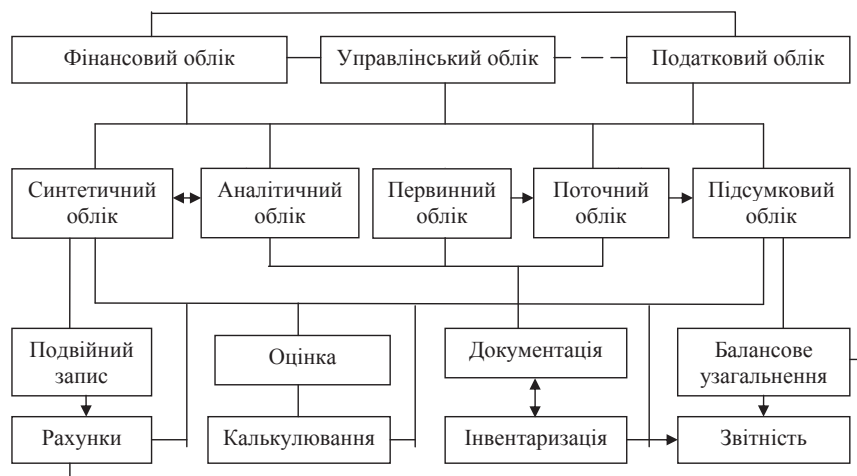 Фінансовий облік
Управлінський облік
Податковий облік
Синтетичний
облік
Аналітичний
облік
Первинний
облік
Поточний
облік
Підсумковий
облік
Подвійний
запис
Оцінка
Документація
Балансове
узагальнення
Рахунки
Калькулювання
Інвентаризація
Звітність